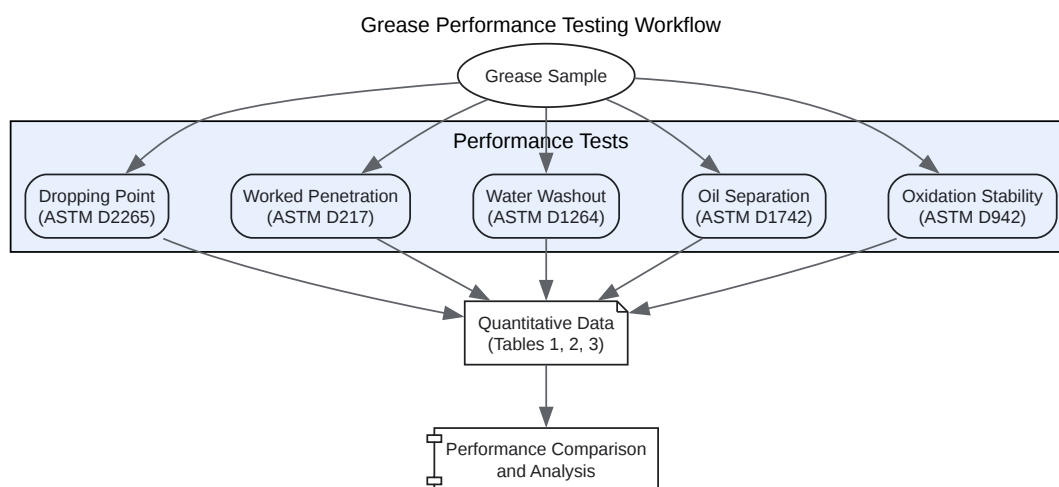 Grease Performance Testing Workflow
Grease Sample
Performance Tests
Dropping Point
(ASTM D2265)
Worked Penetration
(ASTM D217)
Water Washout
(ASTM D1264)
Oil Separation
(ASTM D1742)
Oxidation Stability
(ASTM D942)
Quantitative Data
(Tables 1, 2, 3)
Performance Comparison
and Analysis